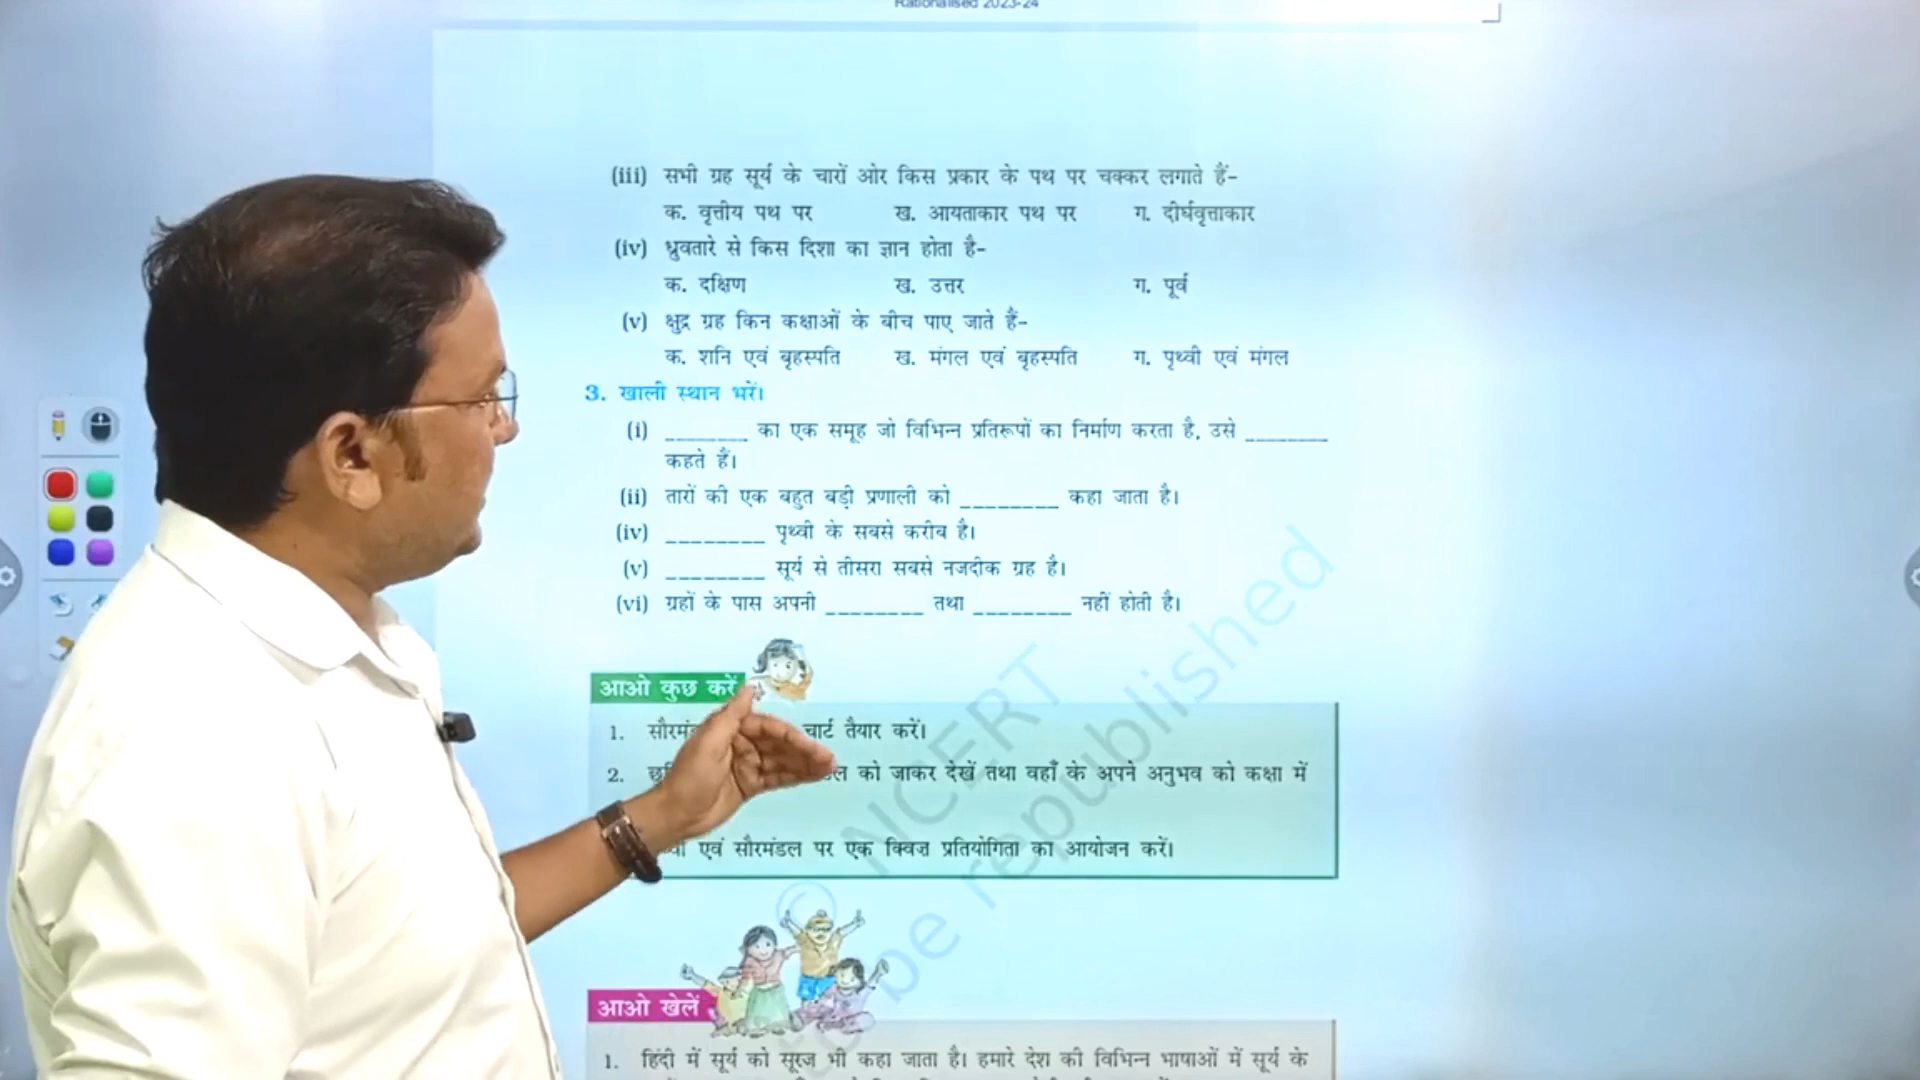 Rationalised 2023-24
(iii) सभी ग्रह सूर्य के चारों ओर किस प्रकार के पथ पर चक्कर लगाते हैं-
क. वृत्तीय पथ पर ख. आयताकार पथ पर ग. दीर्घवृत्ताकार
(iv) ध्रुवतारे से किस दिशा का ज्ञान होता है-
क. दक्षिण ख. उत्तर ग. पूर्व
(v) क्षुद्र ग्रह किन कक्षाओं के बीच पाए जाते हैं-
क. शनि एवं बृहस्पति ख. मंगल एवं बृहस्पति ग. पृथ्वी एवं मंगल
3. खाली स्थान भरें।
(i) ________ का एक समूह जो विभिन्न प्रतिरूपों का निर्माण करता है, उसे ________
कहते हैं।
(ii) तारों की एक बहुत बड़ी प्रणाली को ________ कहा जाता है।
(iv) ________ पृथ्वी के सबसे करीब है।
(v) ________ सूर्य से तीसरा सबसे नजदीक ग्रह है।
(vi) ग्रहों के पास अपनी ________ तथा ________ नहीं होती है।
आओ कुछ करें
1. चार्ट तैयार करें।
2. को जाकर देखें तथा वहाँ के अपने अनुभव को कक्षा में
एवं सौरमंडल पर एक क्विज़ प्रतियोगिता का आयोजन करें।
आओ खेलें
1. हिंदी में सूर्य को सूरज भी कहा जाता है। हमारे देश की विभिन्न भाषाओं में सूर्य के
© NCERT
be republished